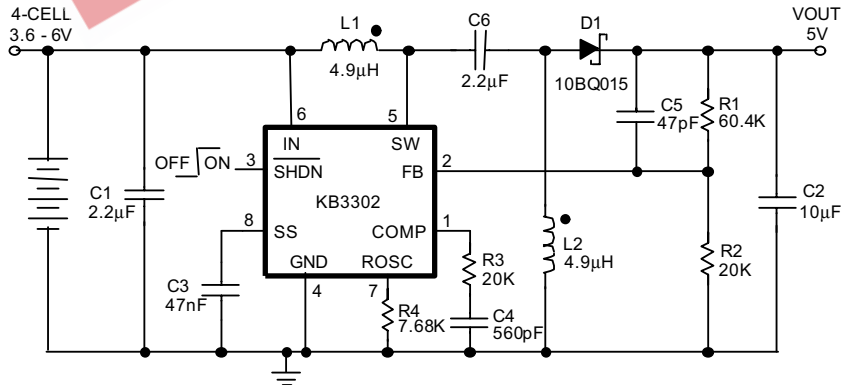 4-CELL
3.6 - 6V
L1
4.9μH
C6
2.2μF
D1
10BQ015
VOUT
5V
C5
47pF
R1
60.4K
6
5
IN
SW
OFF ON
3
SHDN
FB
2
KB3302
C1
2.2μF
8
SS
COMP
1
GND
ROSC
4
7
C3
47nF
R4
7.68K
R3
20K
C4
560pF
L2
4.9μH
R2
20K
C2
10μF